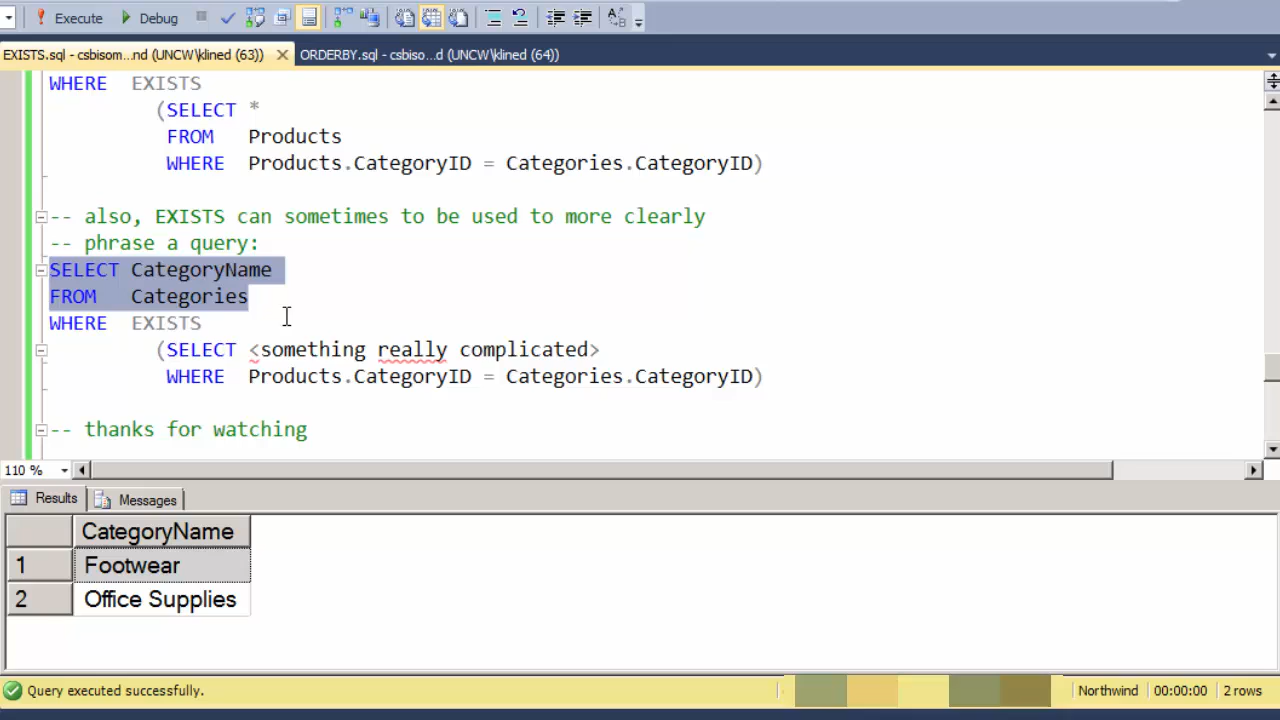 Execute Debug
EXISTS.sql - csbisom...nd (UNCW\klined (63)) ORDERBY.sql - csbiso...d (UNCW\klined (64))
WHERE EXISTS
(SELECT *
FROM Products
WHERE Products.CategoryID = Categories.CategoryID)
-- also, EXISTS can sometimes to be used to more clearly
-- phrase a query:
SELECT CategoryName
FROM Categories
WHERE EXISTS
(SELECT <something really complicated>
WHERE Products.CategoryID = Categories.CategoryID)
-- thanks for watching
110 %
Results Messages
CategoryName
1 Footwear
2 Office Supplies
Query executed successfully. Northwind 00:00:00 2 rows